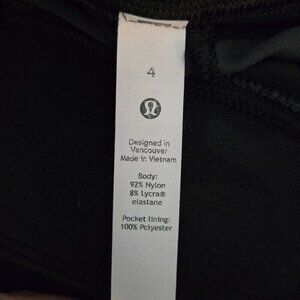 4
Designed in
Vancouver
Made in Vietnam
Body:
92% Nylon
8% Lycra®
elastane
Pocket lining:
100% Polyester